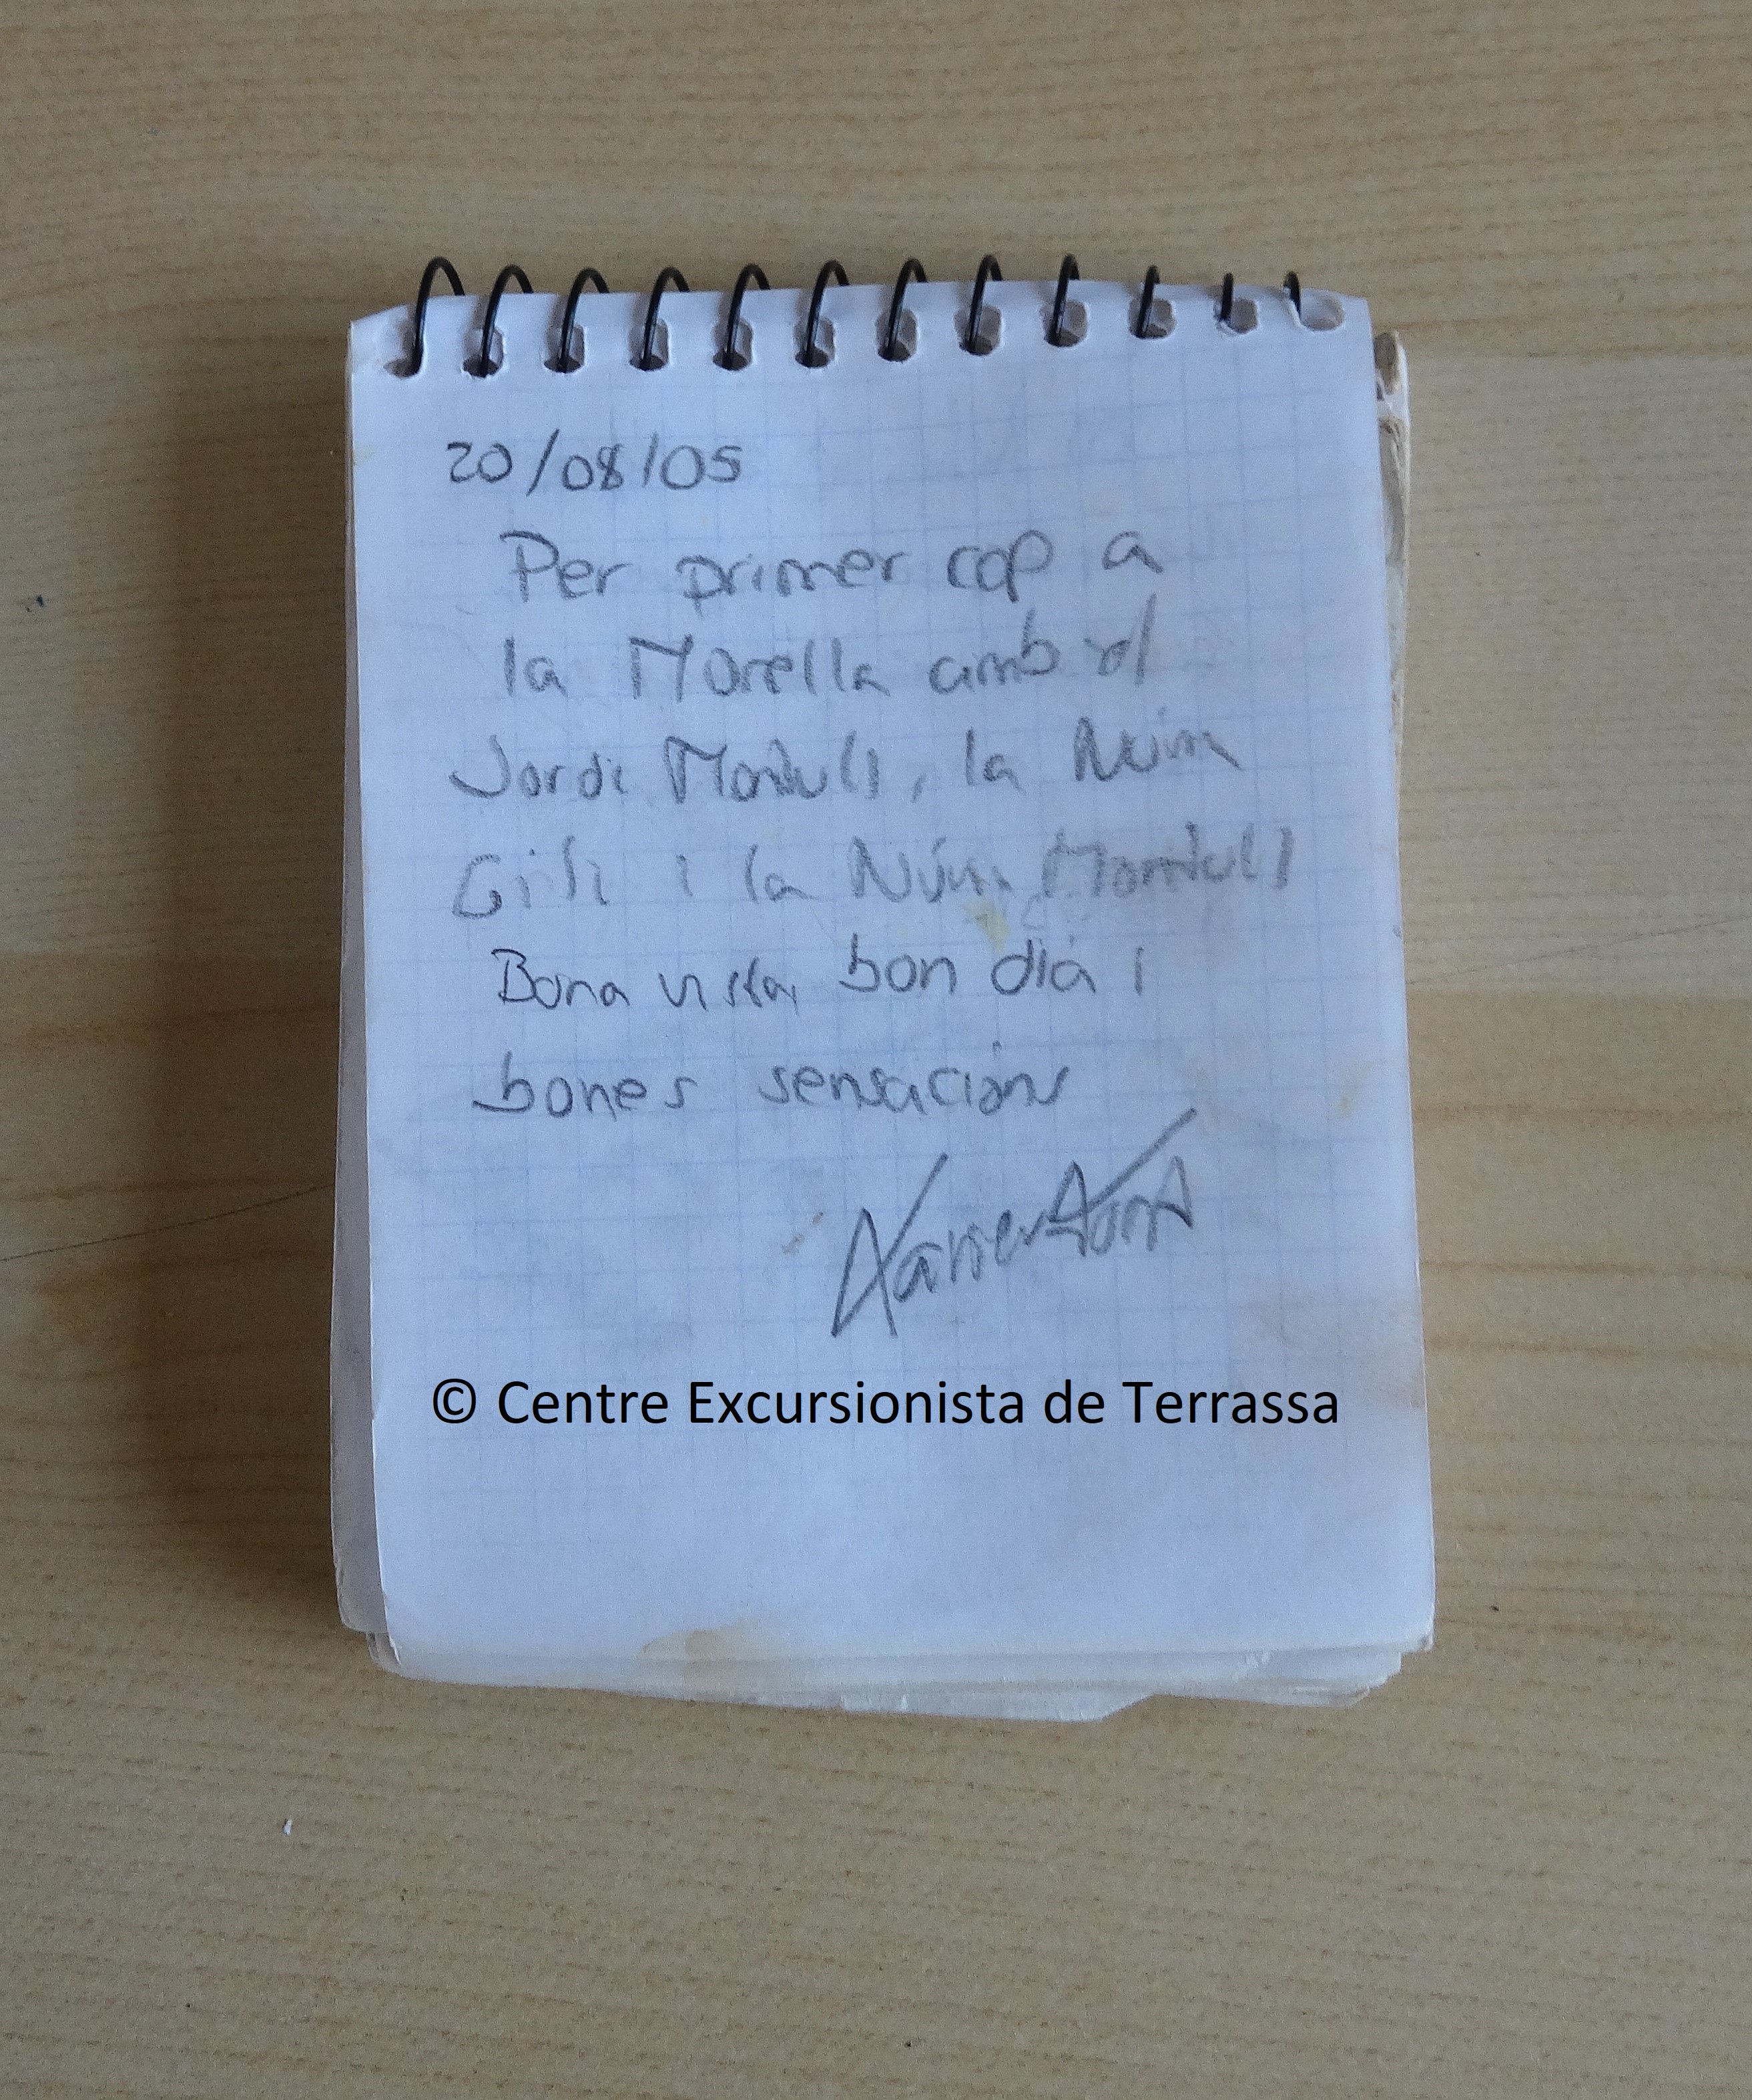 20/08/05
Per primer cop a
la Morella amb el
Jordi Montull, la Núria
Gili i la Núria Montull
Bona vista, bon dia i
bones sensacions
Xavier
© Centre Excursionista de Terrassa